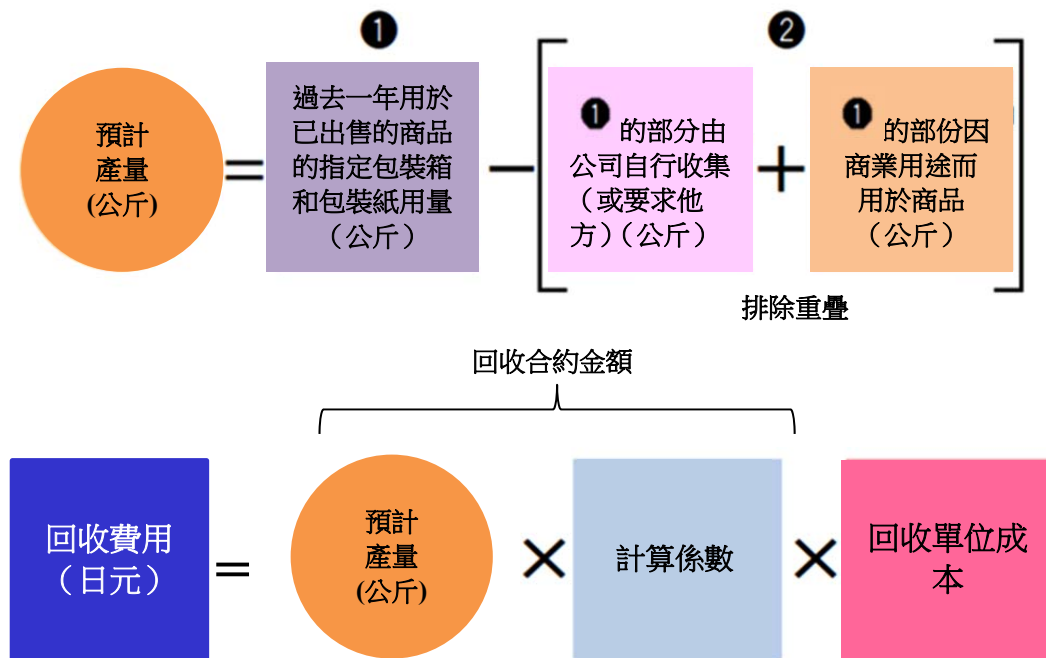 ❶
❷
預計
產量
(公斤)
=
過去一年用於
已出售的商品
的指定包裝箱
和包裝紙用量
（公斤）
−
❶ 的部分由
公司自行收集
（或要求他
方）（公斤）
+
❶ 的部份因
商業用途而
用於商品
（公斤）
排除重疊
回收合約金額
回收費用
（日元）
=
預計
產量
(公斤)
×
計算係數
×
回收單位成
本